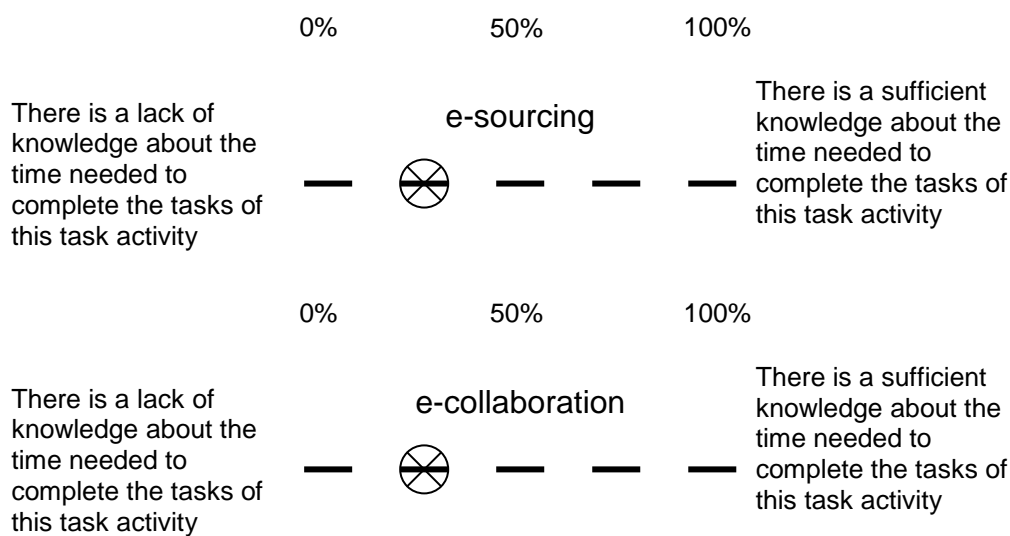 0% 50% 100%
There is a lack of
knowledge about the
time needed to
complete the tasks of
this task activity
e-sourcing
There is a sufficient
knowledge about the
time needed to
complete the tasks of
this task activity
0% 50% 100%
There is a lack of
knowledge about the
time needed to
complete the tasks of
this task activity
e-collaboration
There is a sufficient
knowledge about the
time needed to
complete the tasks of
this task activity